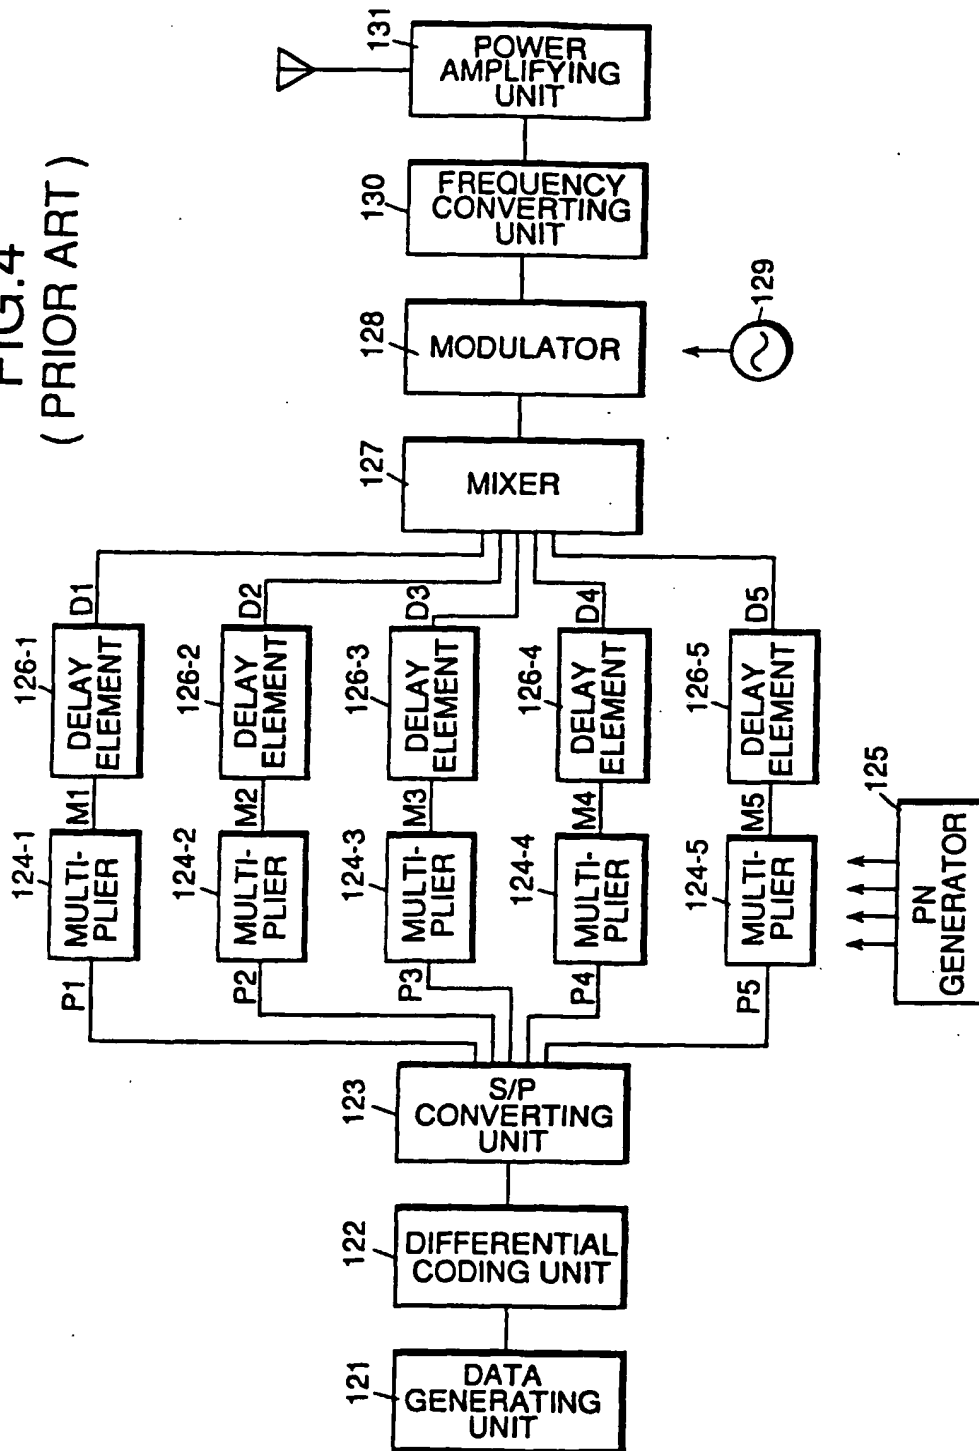 FIG.4
( PRIOR ART )
121
DATA
GENERATING
UNIT
122
DIFFERENTIAL
CODING UNIT
123
S/P
CONVERTING
UNIT
P1
124-1
MULTI-
PLIER
M1
126-1
DELAY
ELEMENT
D1
P2
124-2
MULTI-
PLIER
M2
126-2
DELAY
ELEMENT
D2
P3
124-3
MULTI-
PLIER
M3
126-3
DELAY
ELEMENT
D3
P4
124-4
MULTI-
PLIER
M4
126-4
DELAY
ELEMENT
D4
P5
124-5
MULTI-
PLIER
M5
126-5
DELAY
ELEMENT
D5
125
PN
GENERATOR
127
MIXER
128
MODULATOR
129
130
FREQUENCY
CONVERTING
UNIT
131
POWER
AMPLIFYING
UNIT